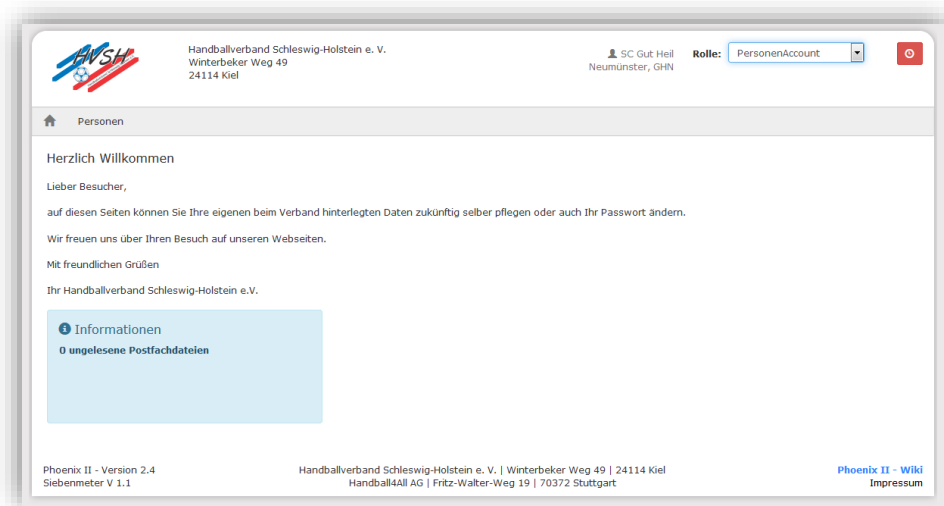 HVSH
Handballverband Schleswig-Holstein e. V.
Winterbeker Weg 49
24114 Kiel
SC Gut Heil
Neumünster, GHN
Rolle: PersonenAccount
Personen
Herzlich Willkommen
Lieber Besucher,
auf diesen Seiten können Sie Ihre eigenen beim Verband hinterlegten Daten zukünftig selber pflegen oder auch Ihr Passwort ändern.
Wir freuen uns über Ihren Besuch auf unseren Webseiten.
Mit freundlichen Grüßen
Ihr Handballverband Schleswig-Holstein e.V.
Informationen
0 ungelesene Postfachdateien
Phoenix II - Version 2.4
Siebenmeter V 1.1
Handballverband Schleswig-Holstein e. V. | Winterbeker Weg 49 | 24114 Kiel
Handball4All AG | Fritz-Walter-Weg 19 | 70372 Stuttgart
Phoenix II - Wiki
Impressum